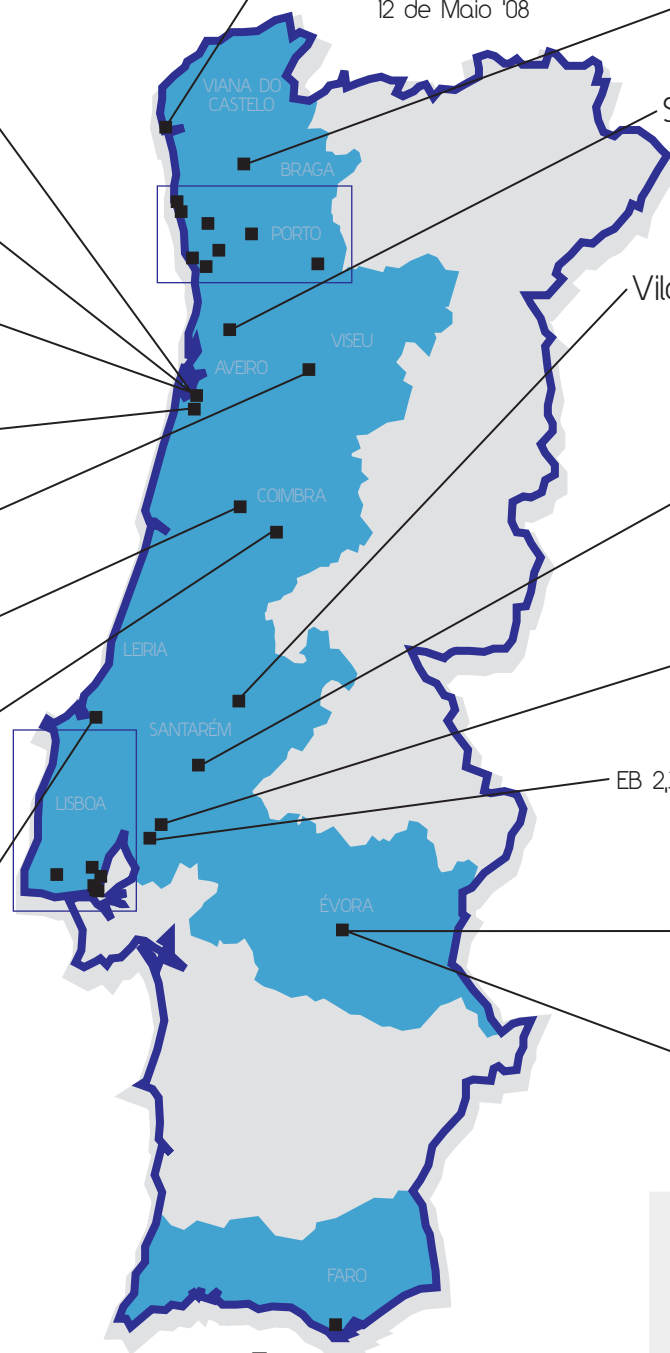 12 de Maio '08
VIANA DO
CASTELO
BRAGA
PORTO
VISEU
AVEIRO
COIMBRA
LEIRIA
SANTARÉM
EB 2,
LISBOA
ÉVORA
FARO